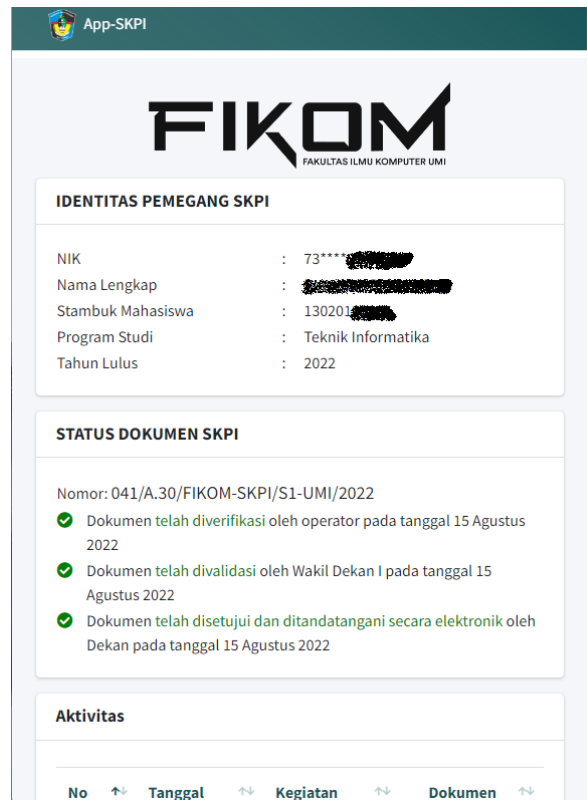 App-SKPI
FIKOM
FAKULTAS ILMU KOMPUTER UMI
IDENTITAS PEMEGANG SKPI
NIK : 73****
Nama Lengkap :
Stambuk Mahasiswa : 130201
Program Studi : Teknik Informatika
Tahun Lulus : 2022
STATUS DOKUMEN SKPI
Nomor: 041/A.30/FIKOM-SKPI/S1-UMI/2022
Dokumen telah diverifikasi oleh operator pada tanggal 15 Agustus
2022
Dokumen telah divalidasi oleh Wakil Dekan I pada tanggal 15
Agustus 2022
Dokumen telah disetujui dan ditandatangani secara elektronik oleh
Dekan pada tanggal 15 Agustus 2022
Aktivitas
No Tanggal Kegiatan Dokumen